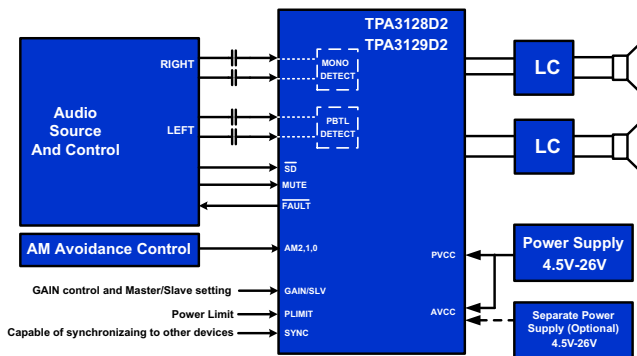 TPA3128D2
TPA3129D2
RIGHT
MONO
DETECT
LC
Audio
Source
And Control
LEFT
PBTL
DETECT
LC
SD
MUTE
FAULT
AM Avoidance Control
AM2,1,0
PVCC
Power Supply
4.5V-26V
GAIN control and Master/Slave setting
GAIN/SLV
Power Limit
PLIMIT
AVCC
Separate Power
Supply (Optional)
4.5V-26V
Capable of synchronizaing to other devices
SYNC